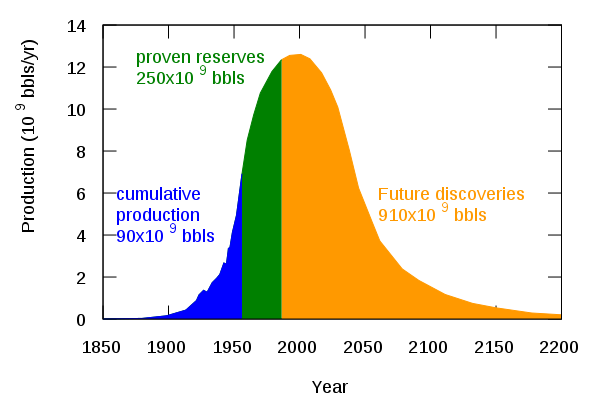 14
12
10
8
6
4
2
0
Production (10 9 bbls/yr)
proven reserves
250x10 9 bbls
cumulative
production
90x10 9 bbls
Future discoveries
910x10 9 bbls
1850 1900 1950 2000 2050 2100 2150 2200
Year